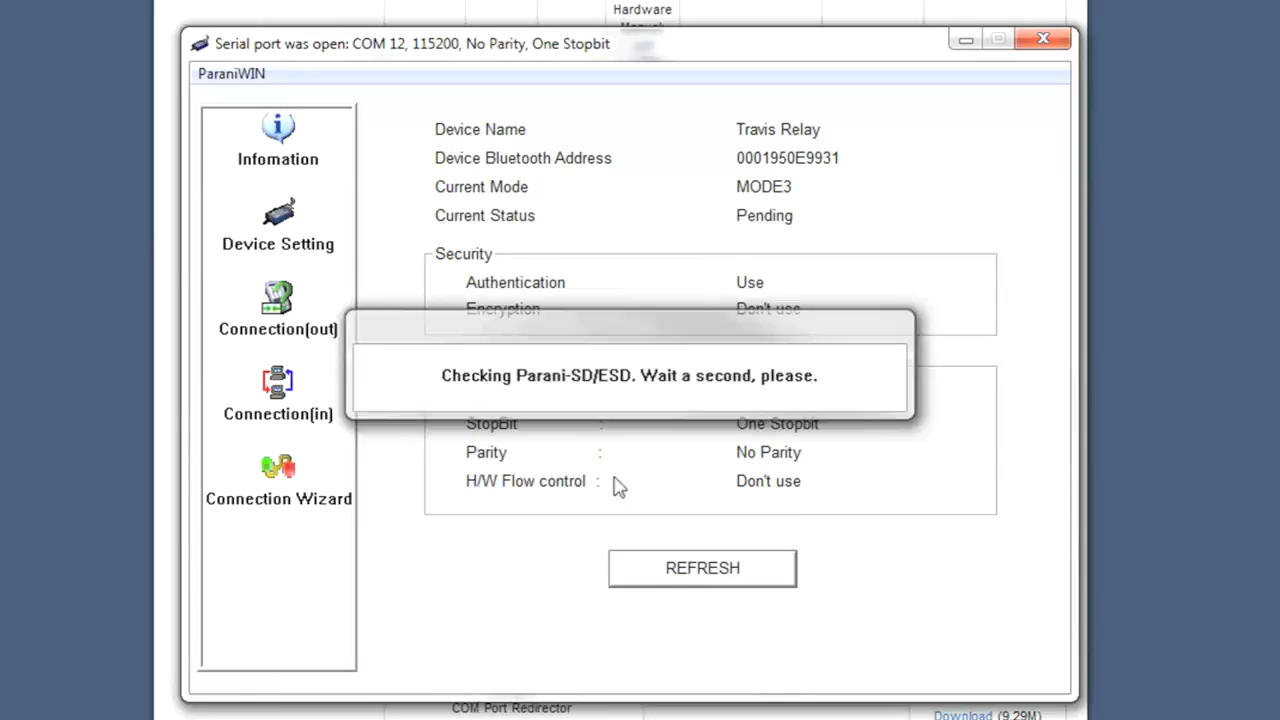 Hardware
Serial port was open: COM 12, 115200, No Parity, One Stopbit
ParaniWIN
Infomation
Device Setting
Connection(out)
Connection(in)
Connection Wizard
Device Name Travis Relay
Device Bluetooth Address 0001950E9931
Current Mode MODE3
Current Status Pending
Security
Authentication Use
Encryption Don't use
Checking Parani-SD/ESD. Wait a second, please.
StopBit : One Stopbit
Parity : No Parity
H/W Flow control : Don't use
REFRESH
COM Port Redirector
Download (9.29M)